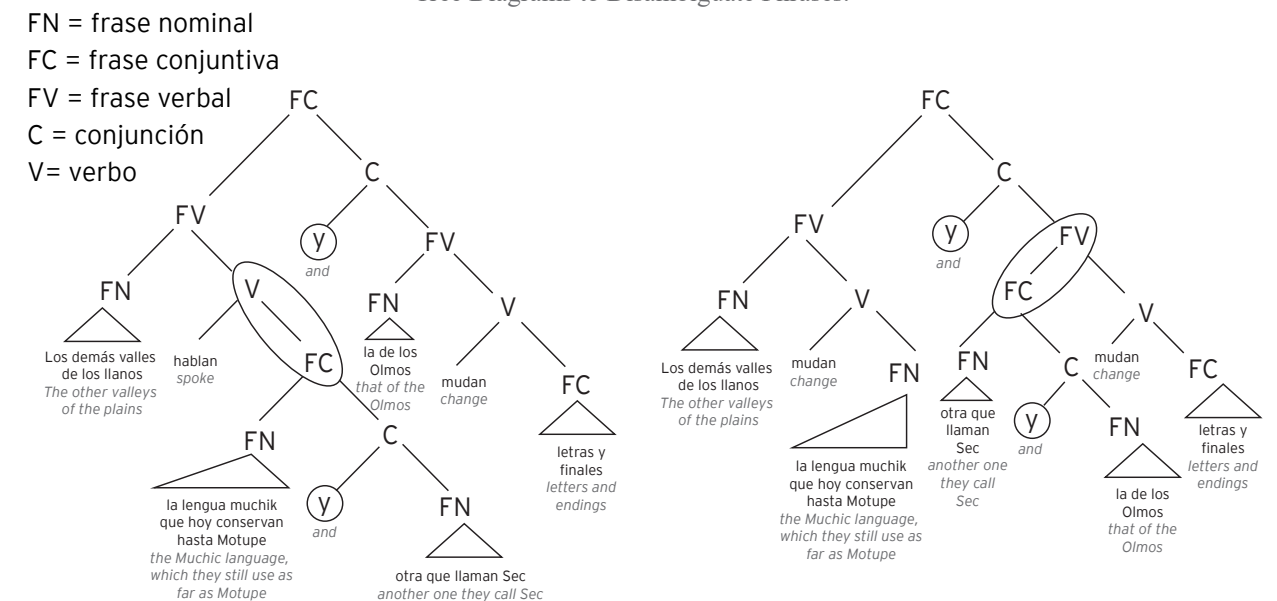 Tree Diagrams to Disambiguate Phrases.
FN = frase nominal
FC = frase conjuntiva
FV = frase verbal
C = conjunción
V= verbo
FC
C
FV
y
and
FV
FN
V
FN
V
Los demás valles
de los llanos
The other valleys
of the plains
hablan
spoke
FC
la de los
Olmos
that of the
Olmos
mudan
change
FC
letras y
finales
letters and
endings
FN
C
la lengua muchik
que hoy conservan
hasta Motupe
the Muchic language,
which they still use as
far as Motupe
y
and
FN
otra que llaman Sec
another one they call Sec
FC
C
FV
y
and
FV
FC
FN
V
V
Los demás valles
de los llanos
The other valleys
of the plains
mudan
change
FN
la lengua muchik
que hoy conservan
hasta Motupe
the Muchic language,
which they still use as
far as Motupe
FN
otra que
llaman
Sec
another one
they call
Sec
C
y
and
FN
la de los
Olmos
that of the
Olmos
mudan
change
FC
letras y
finales
letters and
endings